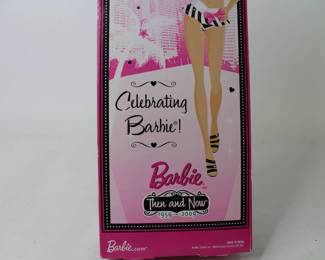 Celebrating
Barbie®!
Barbie
Then and Now
1959 2009
Barbie.com